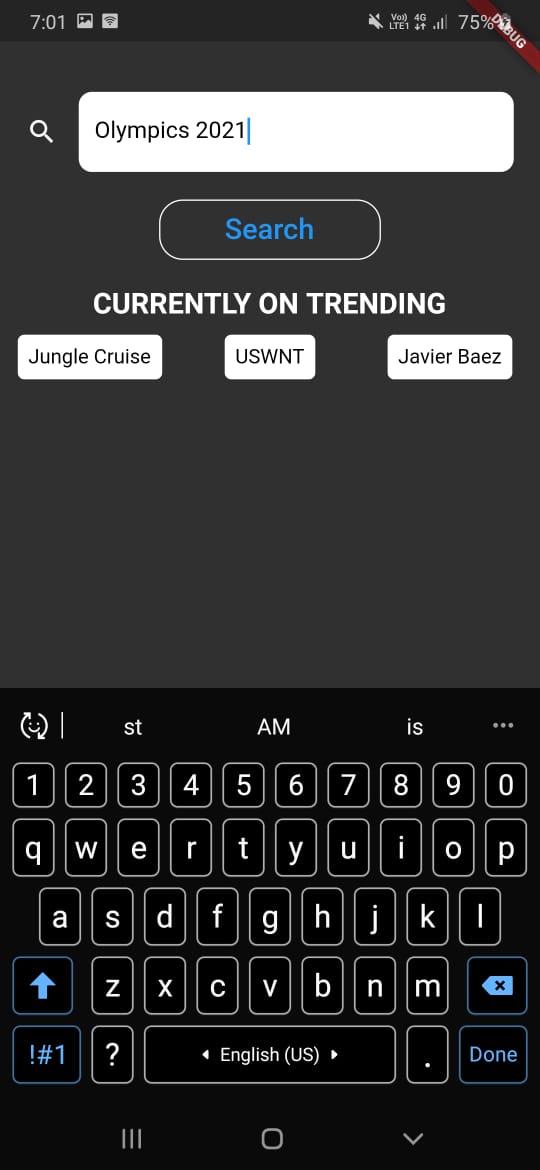 7:01 Vo)) LTE1 4G 75%
DEBUG
Olympics 2021
Search
CURRENTLY ON TRENDING
Jungle Cruise USWNT Javier Baez
st AM is
1 2 3 4 5 6 7 8 9 0
q w e r t y u i o p
a s d f g h j k l
z x c v b n m
!#1 ? English (US) . Done